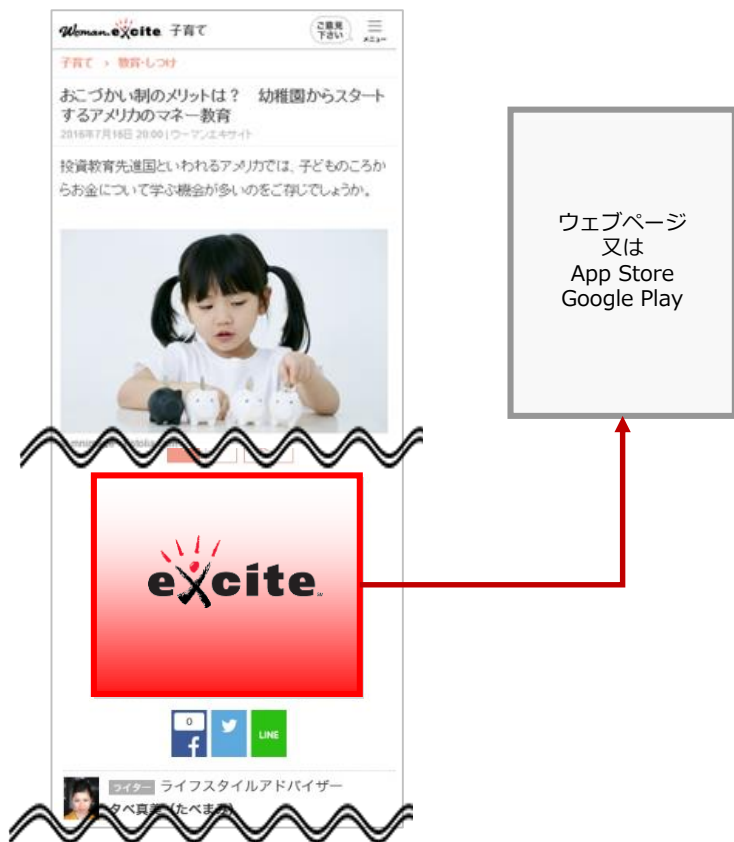 Woman.excite 子育て
ご意見
下さい
メニュー
子育て > 教育・しつけ
おこづかい制のメリットは? 幼稚園からスタート
するアメリカのマネー教育
2016年7月16日 20:00 | ウーマンエキサイト
投資教育先進国といわれるアメリカでは、子どものころか
らお金について学ぶ機会が多いのをご存じでしょうか。
excite
0
f
LINE
ライター ライフスタイルアドバイザー
夕べ真美(たべまみ)
ウェブページ
又は
App Store
Google Play